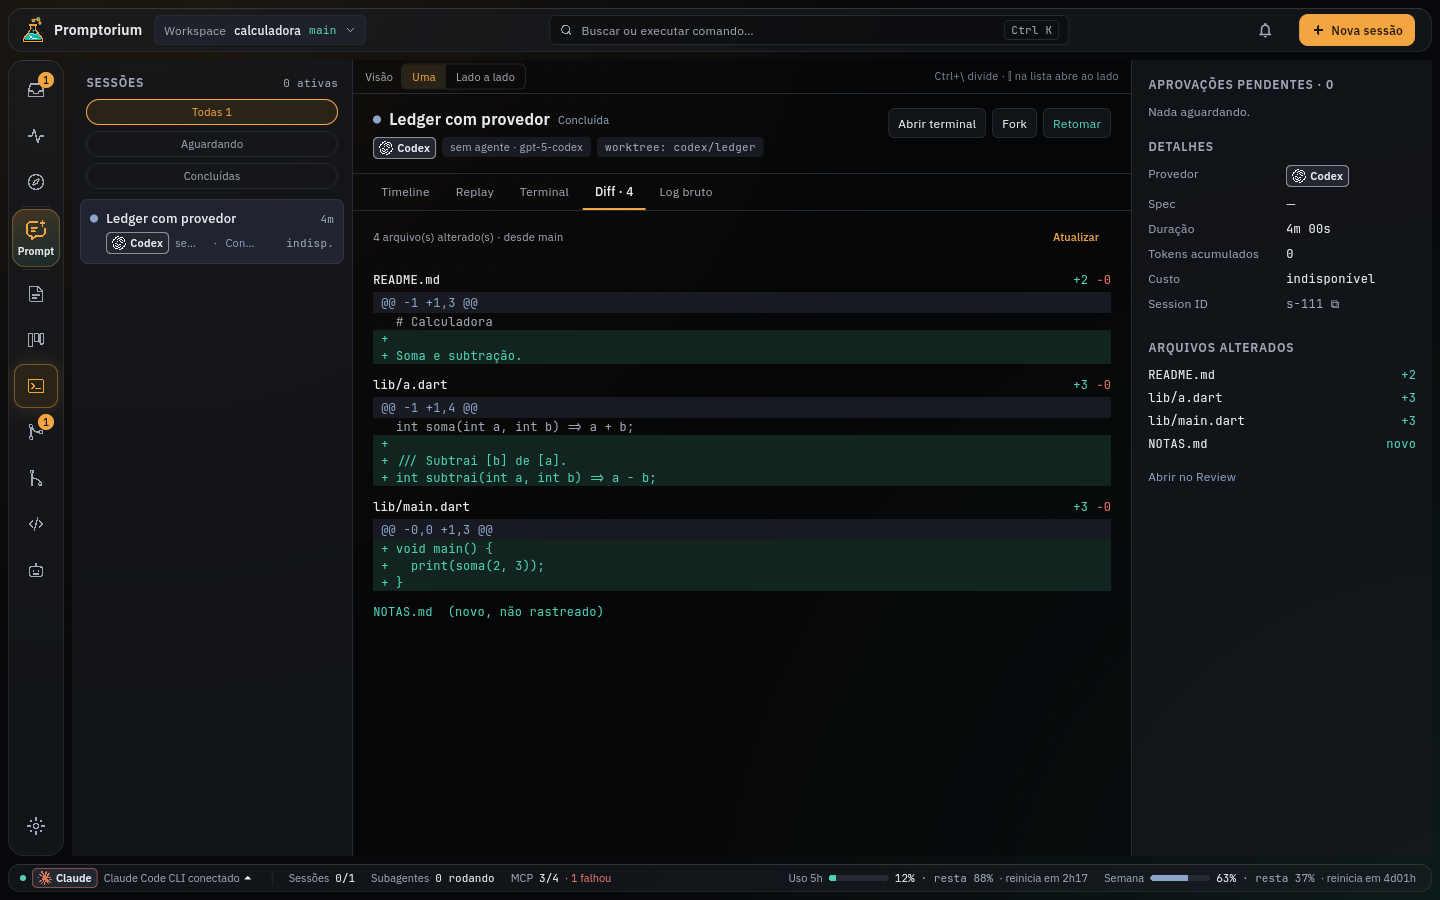 Promptorium
Workspace calculadora main
Buscar ou executar comando...
Ctrl K
+ Nova sessão
1
Prompt
1
SESSÕES 0 ativas
Todas 1
Aguardando
Concluídas
Ledger com provedor 4m
Codex se... · Con... indisp.
Visão Uma Lado a lado
Ctrl+\ divide · ⫿ na lista abre ao lado
Ledger com provedor Concluída
Abrir terminal Fork Retomar
Codex sem agente · gpt-5-codex worktree: codex/ledger
Timeline Replay Terminal Diff · 4 Log bruto
4 arquivo(s) alterado(s) · desde main Atualizar
README.md +2 -0
@@ -1 +1,3 @@
# Calculadora
+
+ Soma e subtração.
lib/a.dart +3 -0
@@ -1 +1,4 @@
int soma(int a, int b) => a + b;
+
+ /// Subtrai [b] de [a].
+ int subtrai(int a, int b) => a - b;
lib/main.dart +3 -0
@@ -0,0 +1,3 @@
+ void main() {
+ print(soma(2, 3));
+ }
NOTAS.md (novo, não rastreado)
APROVAÇÕES PENDENTES · 0
Nada aguardando.
DETALHES
Provedor Codex
Spec —
Duração 4m 00s
Tokens acumulados 0
Custo indisponível
Session ID s-111
ARQUIVOS ALTERADOS
README.md +2
lib/a.dart +3
lib/main.dart +3
NOTAS.md novo
Abrir no Review
Claude Claude Code CLI conectado Sessões 0/1 Subagentes 0 rodando MCP 3/4 · 1 falhou Uso 5h 12% · resta 88% · reinicia em 2h17 Semana 63% · resta 37% · reinicia em 4d01h